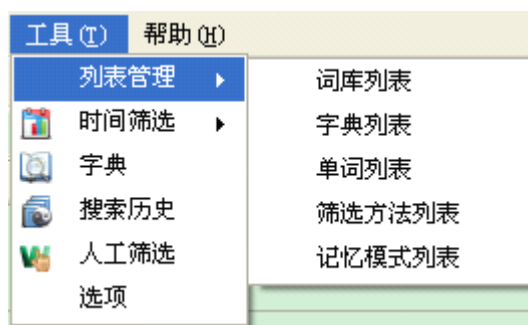 工具(T) 帮助(H)
列表管理
时间筛选
字典
搜索历史
人工筛选
选项
词库列表
字典列表
单词列表
筛选方法列表
记忆模式列表